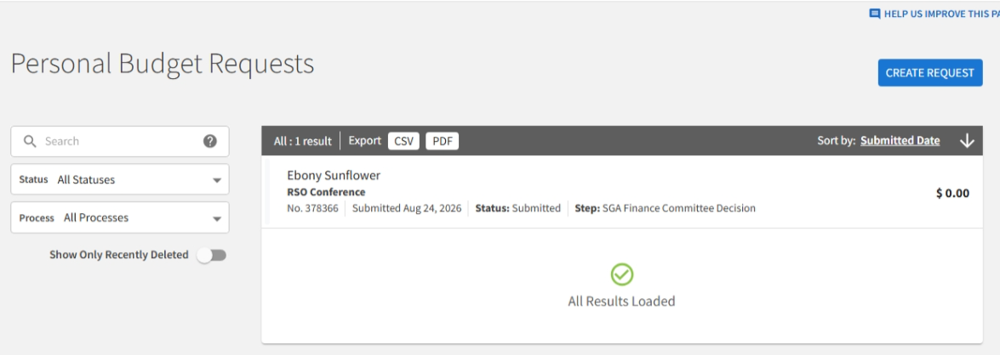 HELP US IMPROVE THIS
Personal Budget Requests
CREATE REQUEST
Search
Status All Statuses
Process All Processes
Show Only Recently Deleted
All : 1 result Export CSV PDF Sort by: Submitted Date
Ebony Sunflower
RSO Conference
$ 0.00
No. 378366 Submitted Aug 24, 2026 Status: Submitted Step: SGA Finance Committee Decision
All Results Loaded